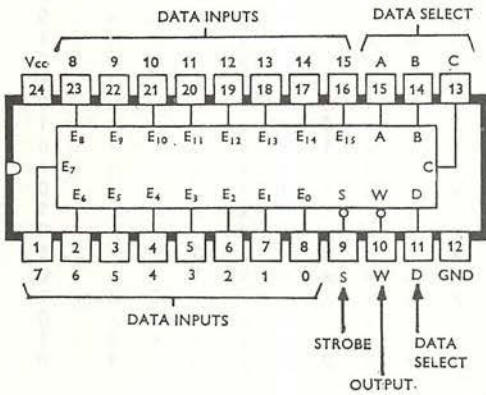 DATA INPUTS DATA SELECT
Vcc 8 9 10 11 12 13 14 15 A B C
24 23 22 21 20 19 18 17 16 15 14 13
E8 E9 E10 E11 E12 E13 E14 E15 A B
E7 C
E6 E5 E4 E3 E2 E1 E0 S W D
1 2 3 4 5 6 7 8 9 10 11 12
7 6 5 4 3 2 1 0 S W D GND
DATA INPUTS
STROBE DATA
SELECT
OUTPUT.